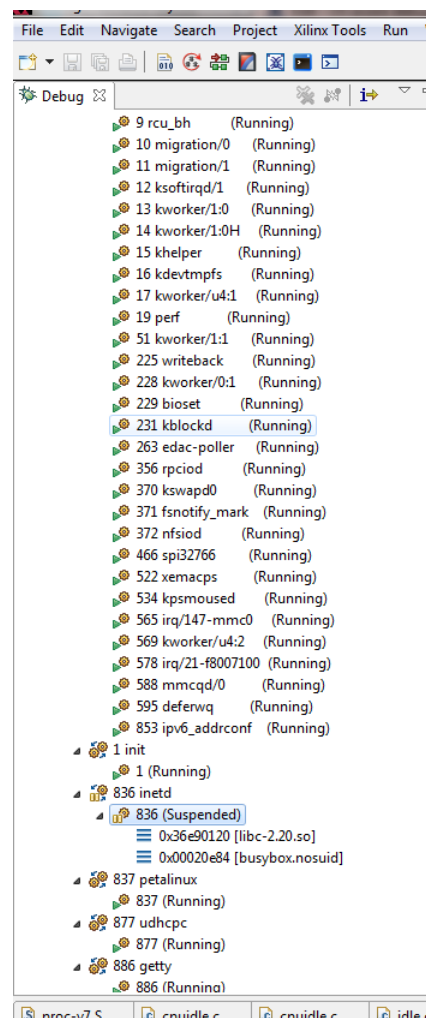 File Edit Navigate Search Project Xilinx Tools Run
Debug
9 rcu_bh (Running)
10 migration/0 (Running)
11 migration/1 (Running)
12 ksoftirqd/1 (Running)
13 kworker/1:0 (Running)
14 kworker/1:0H (Running)
15 khelper (Running)
16 kdevtmpfs (Running)
17 kworker/u4:1 (Running)
19 perf (Running)
51 kworker/1:1 (Running)
225 writeback (Running)
228 kworker/0:1 (Running)
229 bioset (Running)
231 kblockd (Running)
263 edac-poller (Running)
356 rpciod (Running)
370 kswapd0 (Running)
371 fsnotify_mark (Running)
372 nfsiod (Running)
466 spi32766 (Running)
522 xemacps (Running)
534 kpsmoused (Running)
565 irq/147-mmc0 (Running)
569 kworker/u4:2 (Running)
578 irq/21-f8007100 (Running)
588 mmcqd/0 (Running)
595 deferwq (Running)
853 ipv6_addrconf (Running)
1 init
1 (Running)
836 inetd
836 (Suspended)
0x36e90120 [libc-2.20.so]
0x00020e84 [busybox.nosuid]
837 petalinux
837 (Running)
877 udhcpc
877 (Running)
886 getty
886 (Running)
proc-v7.S cpuidle.c cpuidle.c idle